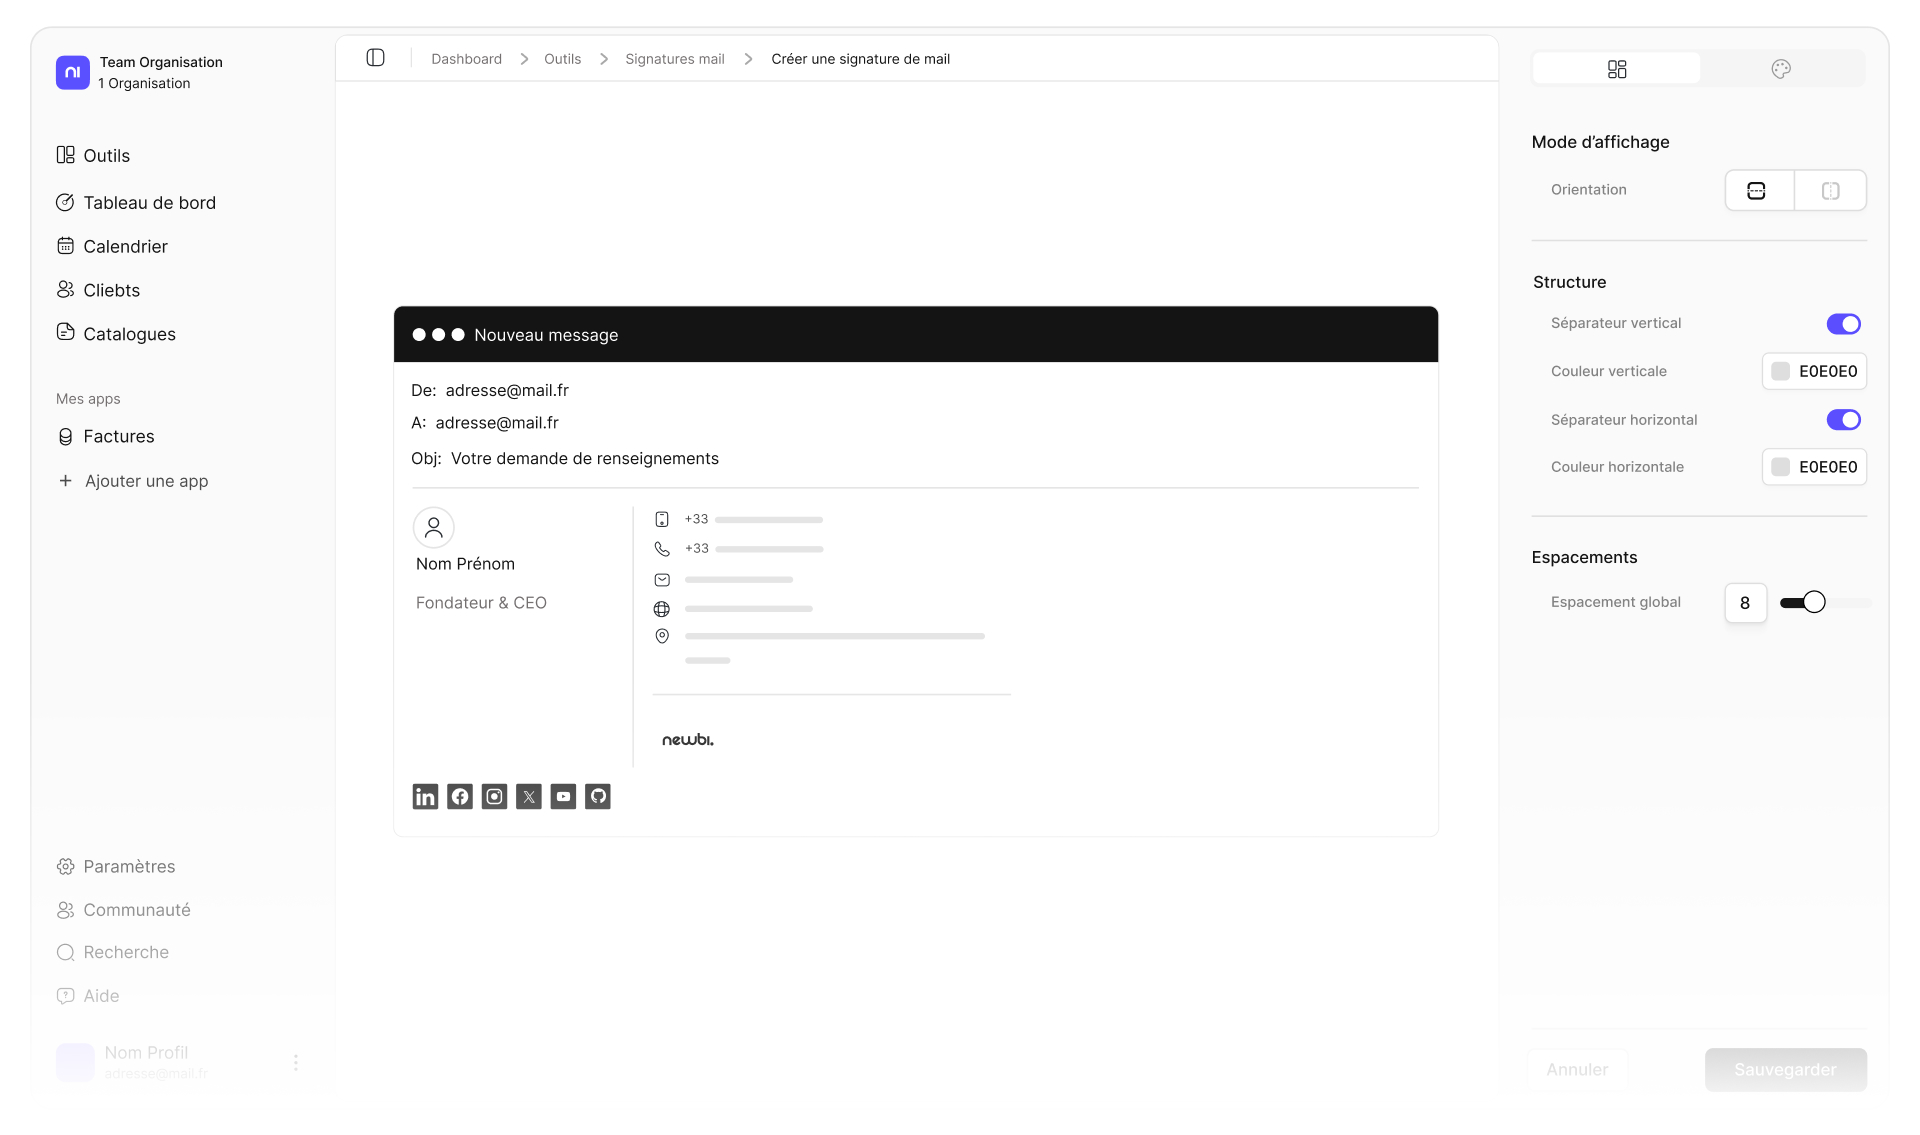 Team Organisation
1 Organisation
Outils
Tableau de bord
Calendrier
Cliebts
Catalogues
Mes apps
Factures
Ajouter une app
Paramètres
Communauté
Recherche
Aide
Nom Profil
adresse@mail.fr
Dashboard
Outils
Signatures mail
Créer une signature de mail
Nouveau message
De: adresse@mail.fr
A: adresse@mail.fr
Obj: Votre demande de renseignements
Nom Prénom
Fondateur & CEO
+33
+33
newbi.
Mode d’affichage
Orientation
Structure
Séparateur vertical
Couleur verticale
E0E0E0
Séparateur horizontal
Couleur horizontale
E0E0E0
Espacements
Espacement global
8
Annuler
Sauvegarder